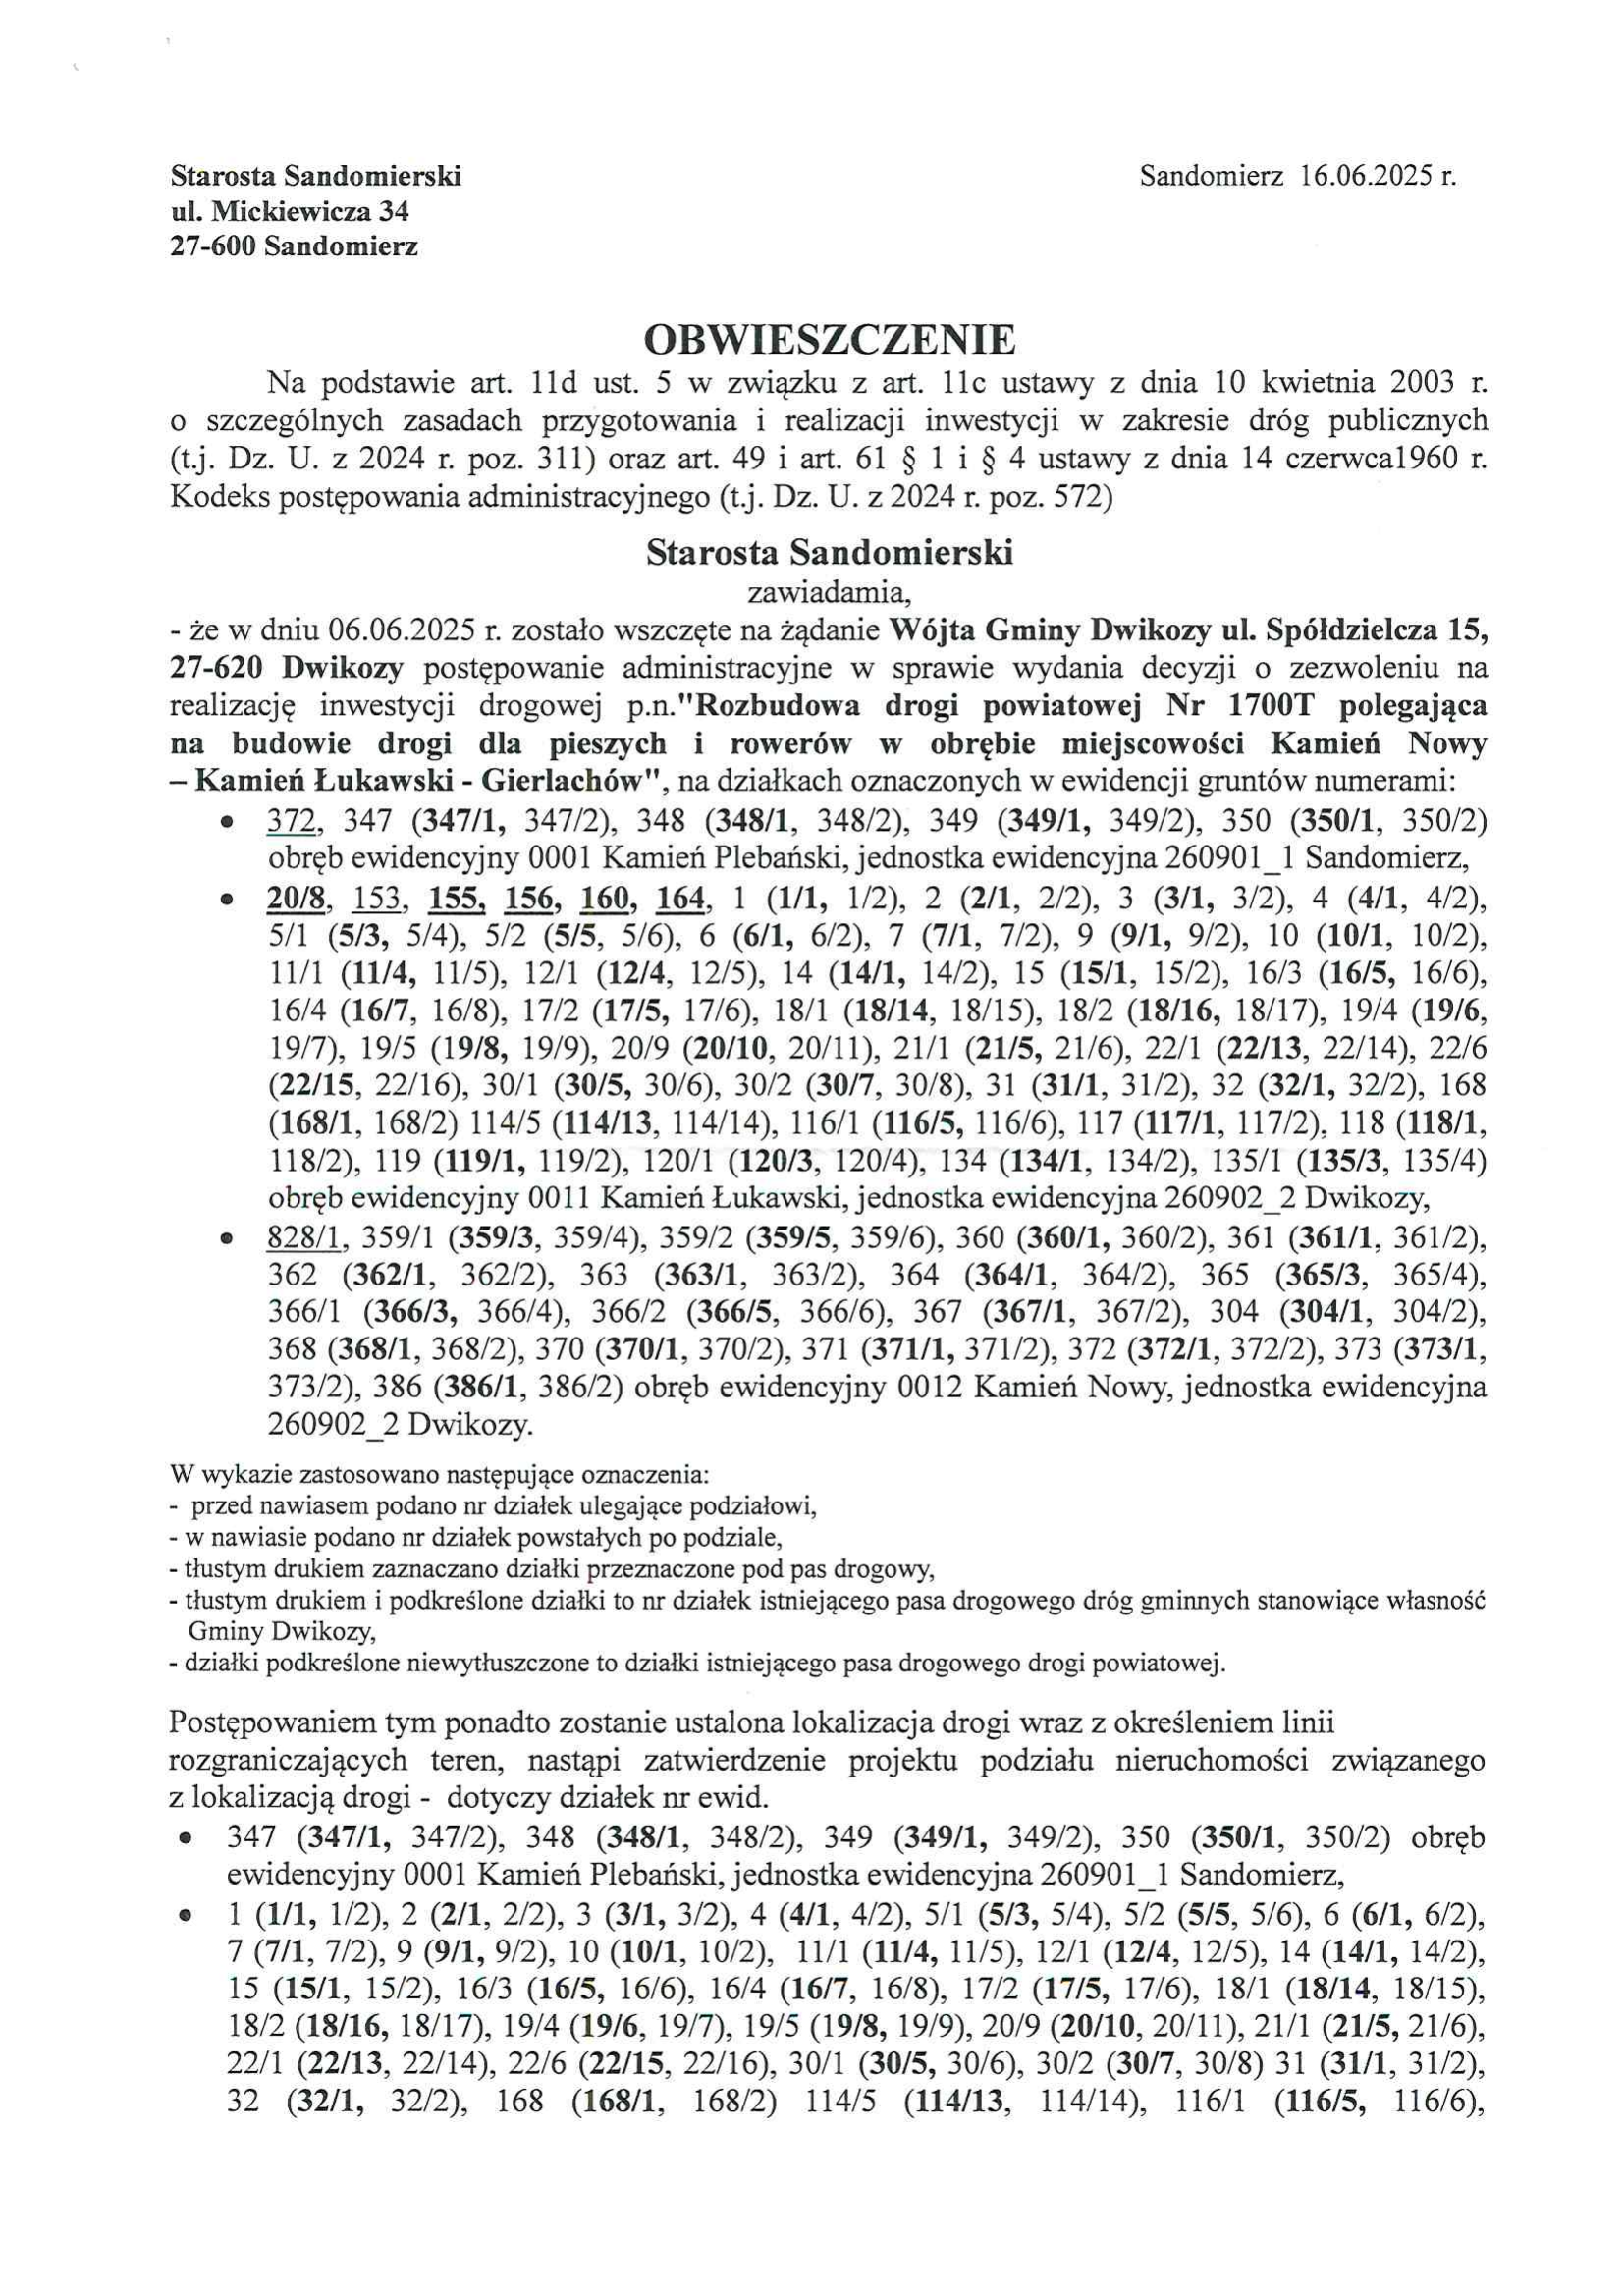 Starosta Sandomierski
Sandomierz 16.06.2025 r.
ul. Mickiewicza 34
27-600 Sandomierz
OBWIESZCZENIE
Na podstawie art. 11d ust. 5 w związku z art. 11c ustawy z dnia 10 kwietnia 2003 r.
o szczególnych zasadach przygotowania i realizacji inwestycji w zakresie dróg publicznych
(t.j. Dz. U. z 2024 r. poz. 311) oraz art. 49 i art. 61 § 1 i § 4 ustawy z dnia 14 czerwca1960 r.
Kodeks postępowania administracyjnego (t.j. Dz. U. z 2024 r. poz. 572)
Starosta Sandomierski
zawiadamia,
- że w dniu 06.06.2025 r. zostało wszczęte na żądanie Wójta Gminy Dwikozy ul. Spółdzielcza 15,
27-620 Dwikozy postępowanie administracyjne w sprawie wydania decyzji o zezwoleniu na
realizację inwestycji drogowej p.n."Rozbudowa drogi powiatowej Nr 1700T polegająca
na budowie drogi dla pieszych i rowerów w obrębie miejscowości Kamień Nowy
– Kamień Łukawski - Gierlachów", na działkach oznaczonych w ewidencji gruntów numerami:
• 372, 347 (347/1, 347/2), 348 (348/1, 348/2), 349 (349/1, 349/2), 350 (350/1, 350/2)
obręb ewidencyjny 0001 Kamień Plebański, jednostka ewidencyjna 260901_1 Sandomierz,
• 20/8, 153, 155, 156, 160, 164, 1 (1/1, 1/2), 2 (2/1, 2/2), 3 (3/1, 3/2), 4 (4/1, 4/2),
5/1 (5/3, 5/4), 5/2 (5/5, 5/6), 6 (6/1, 6/2), 7 (7/1, 7/2), 9 (9/1, 9/2), 10 (10/1, 10/2),
11/1 (11/4, 11/5), 12/1 (12/4, 12/5), 14 (14/1, 14/2), 15 (15/1, 15/2), 16/3 (16/5, 16/6),
16/4 (16/7, 16/8), 17/2 (17/5, 17/6), 18/1 (18/14, 18/15), 18/2 (18/16, 18/17), 19/4 (19/6,
19/7), 19/5 (19/8, 19/9), 20/9 (20/10, 20/11), 21/1 (21/5, 21/6), 22/1 (22/13, 22/14), 22/6
(22/15, 22/16), 30/1 (30/5, 30/6), 30/2 (30/7, 30/8), 31 (31/1, 31/2), 32 (32/1, 32/2), 168
(168/1, 168/2) 114/5 (114/13, 114/14), 116/1 (116/5, 116/6), 117 (117/1, 117/2), 118 (118/1,
118/2), 119 (119/1, 119/2), 120/1 (120/3, 120/4), 134 (134/1, 134/2), 135/1 (135/3, 135/4)
obręb ewidencyjny 0011 Kamień Łukawski, jednostka ewidencyjna 260902_2 Dwikozy,
• 828/1, 359/1 (359/3, 359/4), 359/2 (359/5, 359/6), 360 (360/1, 360/2), 361 (361/1, 361/2),
362 (362/1, 362/2), 363 (363/1, 363/2), 364 (364/1, 364/2), 365 (365/3, 365/4),
366/1 (366/3, 366/4), 366/2 (366/5, 366/6), 367 (367/1, 367/2), 304 (304/1, 304/2),
368 (368/1, 368/2), 370 (370/1, 370/2), 371 (371/1, 371/2), 372 (372/1, 372/2), 373 (373/1,
373/2), 386 (386/1, 386/2) obręb ewidencyjny 0012 Kamień Nowy, jednostka ewidencyjna
260902_2 Dwikozy.
W wykazie zastosowano następujące oznaczenia:
- przed nawiasem podano nr działek ulegające podziałowi,
- w nawiasie podano nr działek powstałych po podziale,
- tłustym drukiem zaznaczano działki przeznaczone pod pas drogowy,
- tłustym drukiem i podkreślone działki to nr działek istniejącego pasa drogowego dróg gminnych stanowiące własność
Gminy Dwikozy,
- działki podkreślone niewytłuszczone to działki istniejącego pasa drogowego drogi powiatowej.
Postępowaniem tym ponadto zostanie ustalona lokalizacja drogi wraz z określeniem linii
rozgraniczających teren, nastąpi zatwierdzenie projektu podziału nieruchomości związanego
z lokalizacją drogi - dotyczy działek nr ewid.
• 347 (347/1, 347/2), 348 (348/1, 348/2), 349 (349/1, 349/2), 350 (350/1, 350/2) obręb
ewidencyjny 0001 Kamień Plebański, jednostka ewidencyjna 260901_1 Sandomierz,
• 1 (1/1, 1/2), 2 (2/1, 2/2), 3 (3/1, 3/2), 4 (4/1, 4/2), 5/1 (5/3, 5/4), 5/2 (5/5, 5/6), 6 (6/1, 6/2),
7 (7/1, 7/2), 9 (9/1, 9/2), 10 (10/1, 10/2), 11/1 (11/4, 11/5), 12/1 (12/4, 12/5), 14 (14/1, 14/2),
15 (15/1, 15/2), 16/3 (16/5, 16/6), 16/4 (16/7, 16/8), 17/2 (17/5, 17/6), 18/1 (18/14, 18/15),
18/2 (18/16, 18/17), 19/4 (19/6, 19/7), 19/5 (19/8, 19/9), 20/9 (20/10, 20/11), 21/1 (21/5, 21/6),
22/1 (22/13, 22/14), 22/6 (22/15, 22/16), 30/1 (30/5, 30/6), 30/2 (30/7, 30/8) 31 (31/1, 31/2),
32 (32/1, 32/2), 168 (168/1, 168/2) 114/5 (114/13, 114/14), 116/1 (116/5, 116/6),